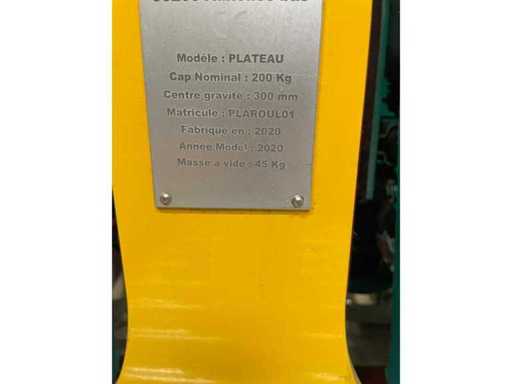 Modèle : PLATEAU
Cap Nominal : 200 Kg
Centre gravité : 300 mm
Matricule : PLAROUL01
Fabriqué en : 2020
Année Model : 2020
Masse a vide : 45 Kg